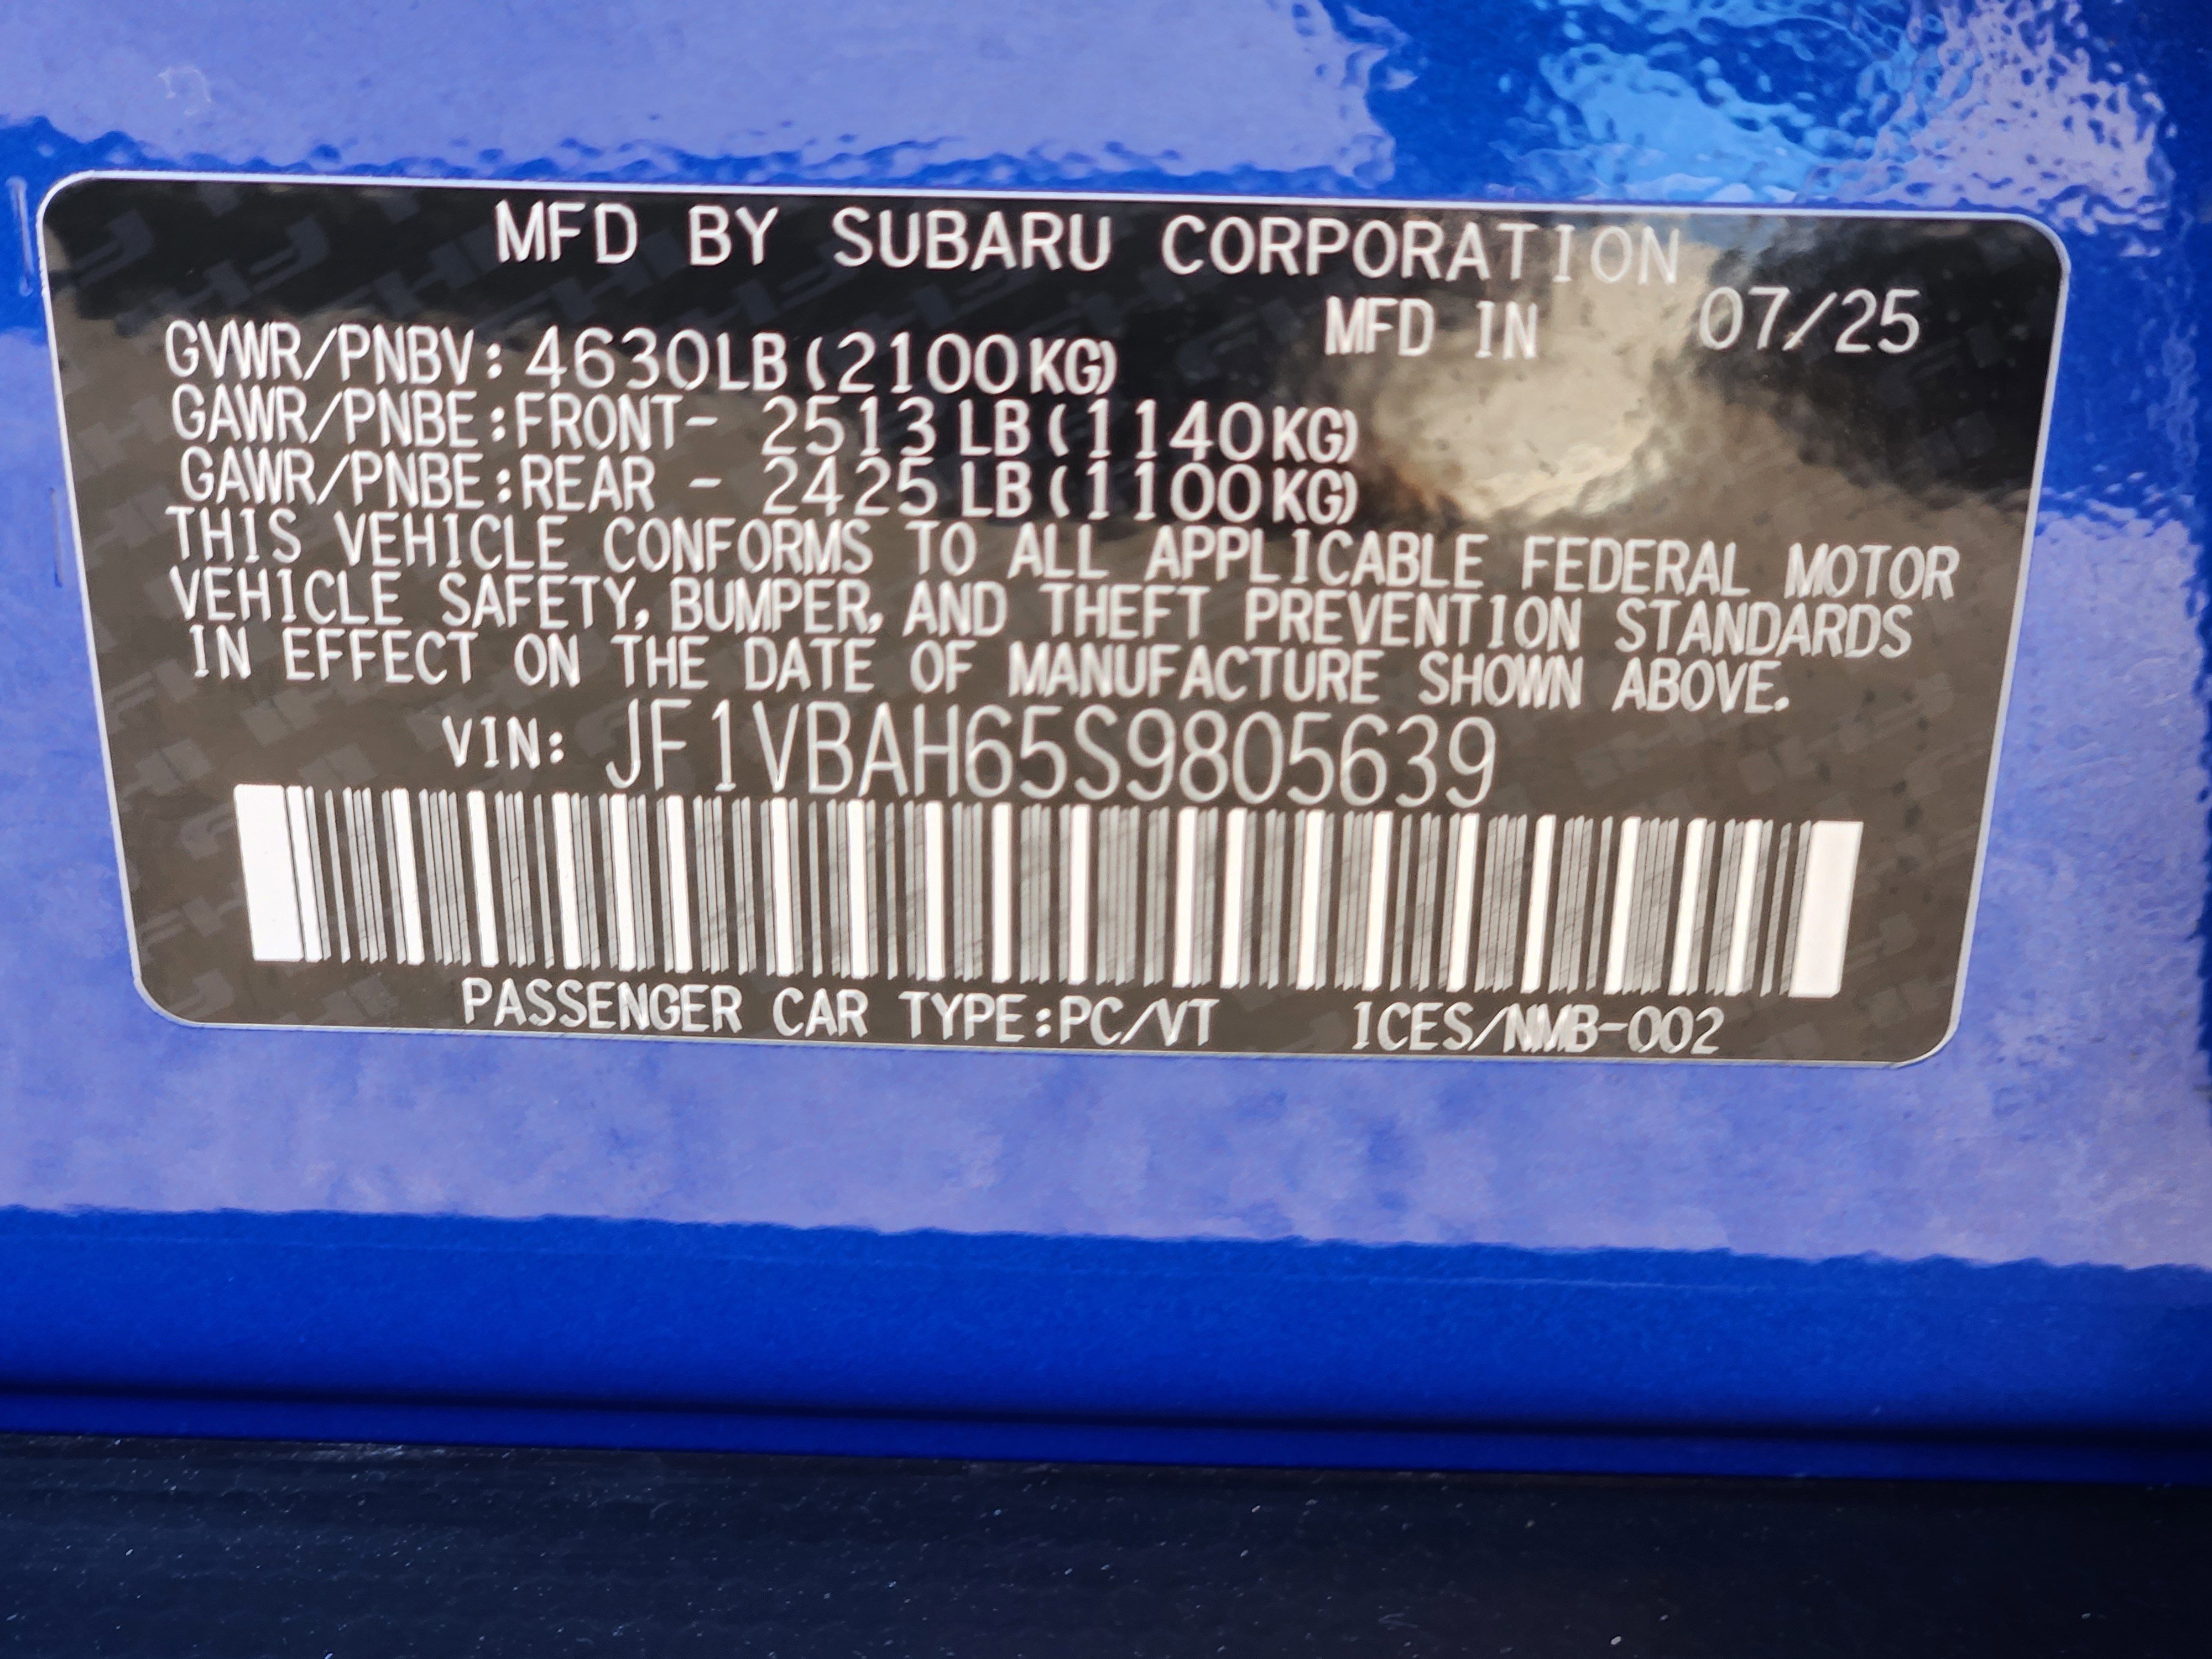 MFD BY SUBARU CORPORATION
MFD IN 07/25
GVWR/PNBV: 4630LB(2100KG)
GAWR/PNBE:FRONT- 2513 LB(1140KG)
GAWR/PNBE:REAR - 2425 LB(1100KG)
THIS VEHICLE CONFORMS TO ALL APPLICABLE FEDERAL MOTOR
VEHICLE SAFETY, BUMPER, AND THEFT PREVENTION STANDARDS
IN EFFECT ON THE DATE OF MANUFACTURE SHOWN ABOVE.
VIN: JF1VBAH65S9805639
PASSENGER CAR TYPE:PC/VT ICES/NMB-002